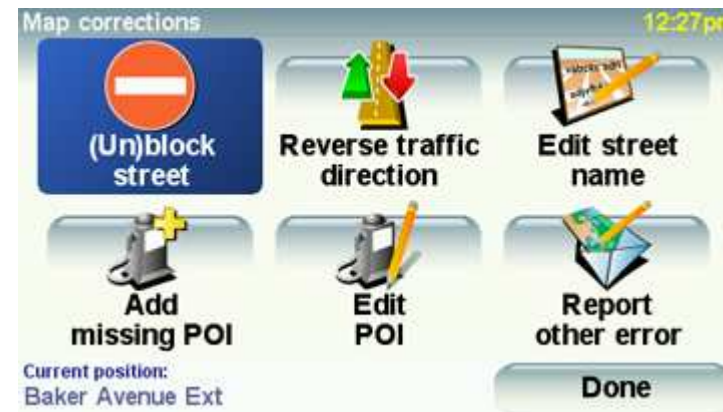 Map corrections
12:27p
(Un)block
street
Reverse traffic
direction
Edit street
name
Add
missing POI
Edit
POI
Report
other error
Current position:
Baker Avenue Ext
Done